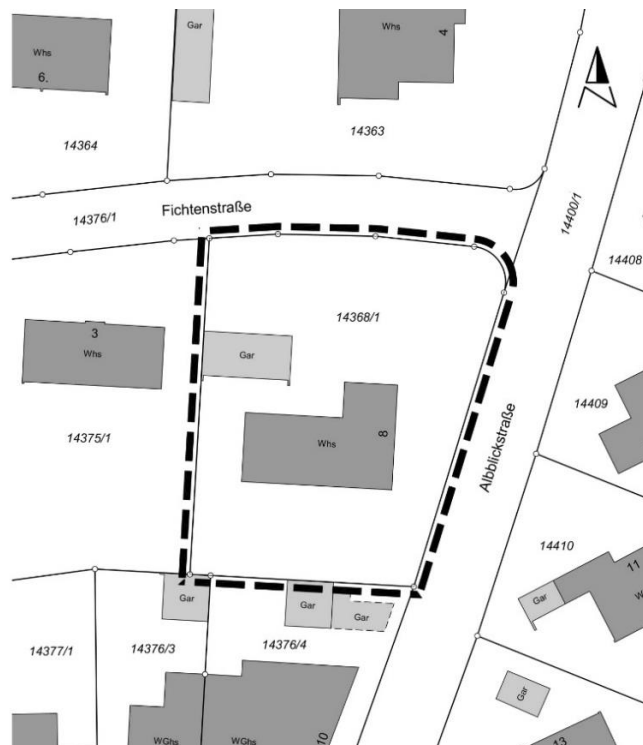 Gar
Whs
4
Whs
6.
14363
14364
14400/1
Fichtenstraße
14376/1
14408
14368/1
3
Whs
Gar
14409
8
Whs
Albblickstraße
14375/1
14410
11
Gar
Gar
Gar
Gar
14377/1
14376/3
14376/4
Gar
10
WGhs
WGhs
13